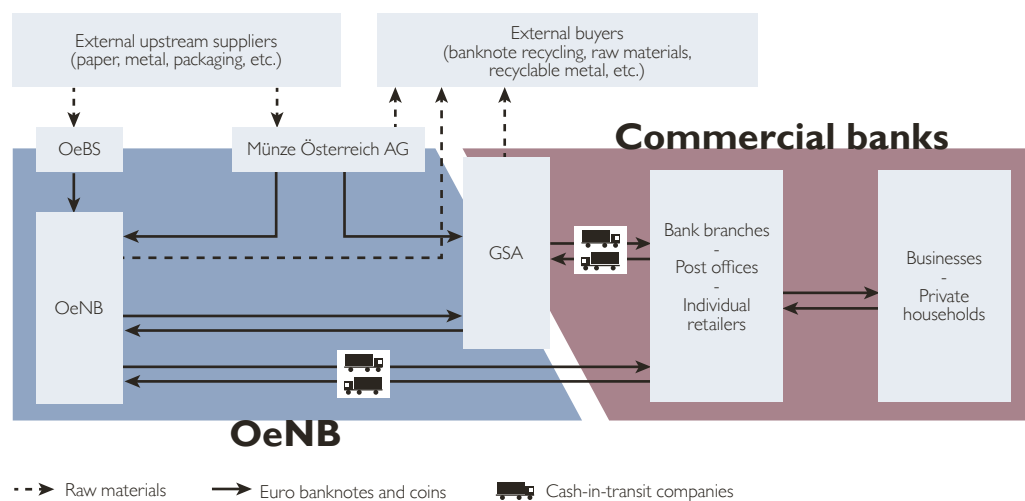 External upstream suppliers
(paper, metal, packaging, etc.)
External buyers
(banknote recycling, raw materials,
recyclable metal, etc.)
Commercial banks
OeBS
Münze Österreich AG
OeNB
GSA
Bank branches
-
Post offices
-
Individual
retailers
Businesses
-
Private
households
OeNB
Raw materials
Euro banknotes and coins
Cash-in-transit companies